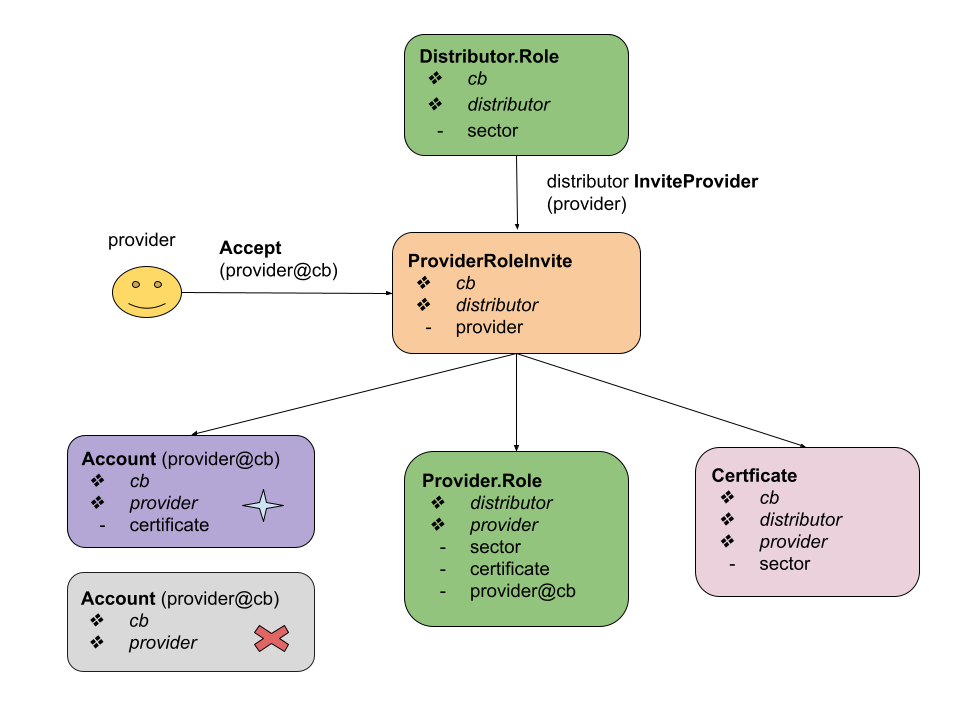 Distributor.Role
❖ cb
❖ distributor
- sector
distributor InviteProvider
(provider)
provider
Accept
(provider@cb)
ProviderRoleInvite
❖ cb
❖ distributor
- provider
Account (provider@cb)
❖ cb
❖ provider
- certificate
Provider.Role
❖ distributor
❖ provider
- sector
- certificate
- provider@cb
Certficate
❖ cb
❖ distributor
❖ provider
- sector
Account (provider@cb)
❖ cb
❖ provider